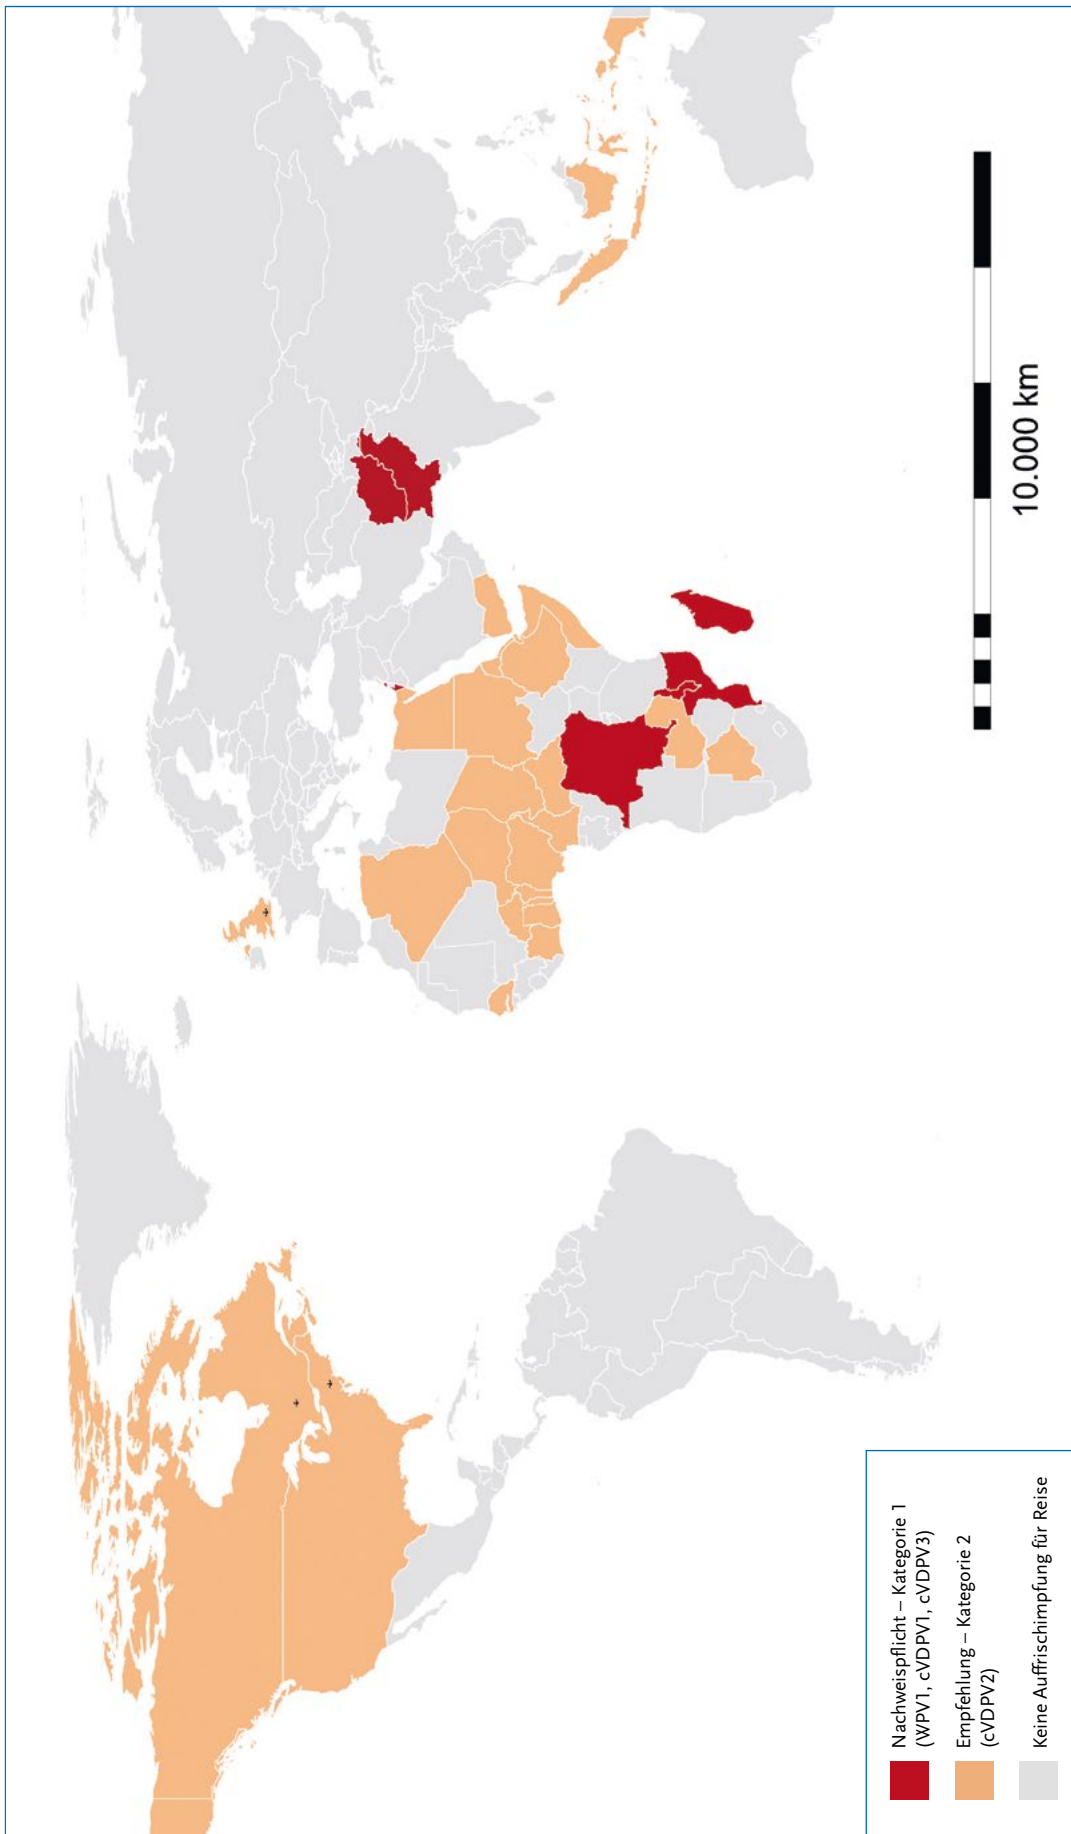 10.000 km
Nachweispflicht – Kategorie 1
(WPV1, cVDPV1, cVDPV3)
Empfehlung – Kategorie 2
(cVDPV2)
Keine Auffrischimpfung für Reise